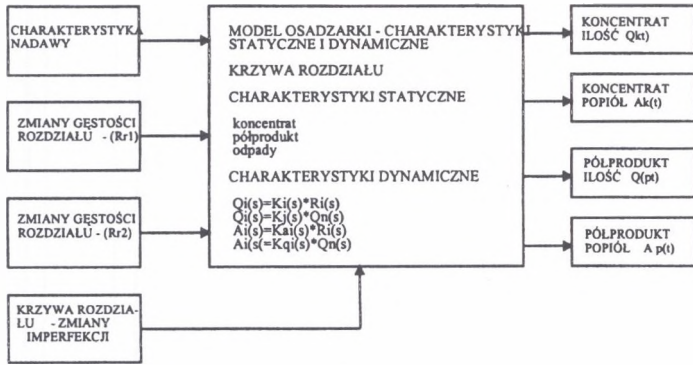 CHARAKTERYSTYKA
NADAWY
ZMIANY GĘSTOŚCI
ROZDZIAŁU - (Rr1)
ZMIANY GĘSTOŚCI
ROZDZIAŁU - (Rr2)
KRZYWA ROZDZIA-
ŁU - ZMIANY
IMPERFEKCJI
MODEL OSADZARKI - CHARAKTERYSTYKI
STATYCZNE I DYNAMICZNE
KRZYWA ROZDZIAŁU
CHARAKTERYSTYKI STATYCZNE
koncentrat
półprodukt
odpady
CHARAKTERYSTYKI DYNAMICZNE
Qi(s)=Ki(s)*Ri(s)
Qi(s)=Kj(s)*Qn(s)
Ai(s)=Kai(s)*Ri(s)
Ai(s(=Kqi(s)*Qn(s)
KONCENTRAT
ILOŚĆ Qkt)
KONCENTRAT
POPIÓŁ Ak(t)
PÓŁPRODUKT
ILOŚĆ Q(pt)
PÓŁPRODUKT
POPIÓŁ A p(t)